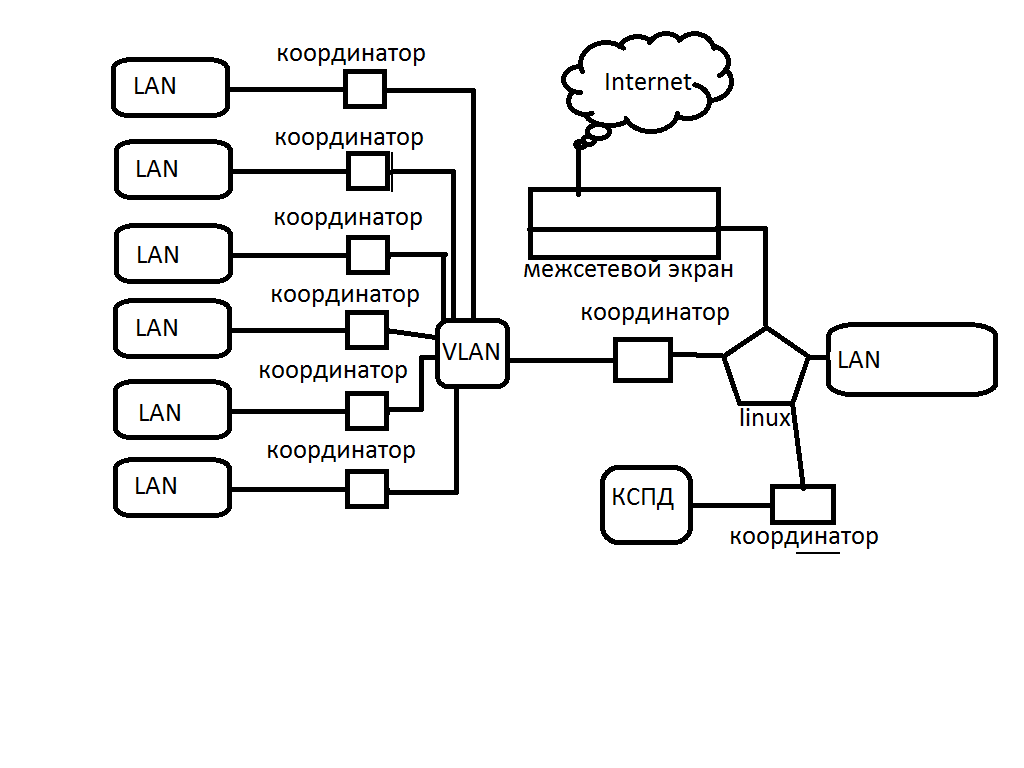 координатор
LAN
координатор
LAN
координатор
LAN
координатор
LAN
координатор
LAN
координатор
LAN
VLAN
Internet
межсетевой экран
координатор
LAN
linux
КСПД
координатор